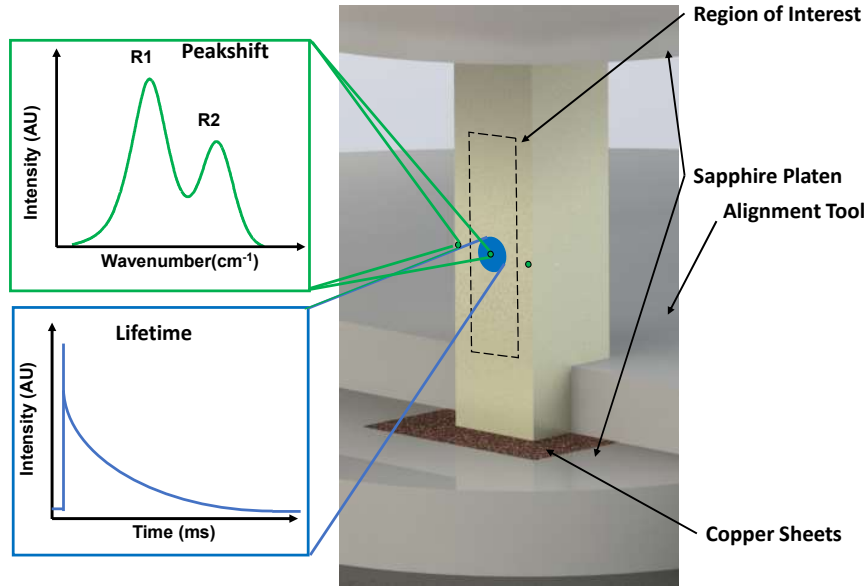 Region of Interest
Peakshift
R1
R2
Intensity (AU)
Wavenumber(cm⁻¹)
Sapphire Platen
Alignment Tool
Lifetime
Intensity (AU)
Time (ms)
Copper Sheets